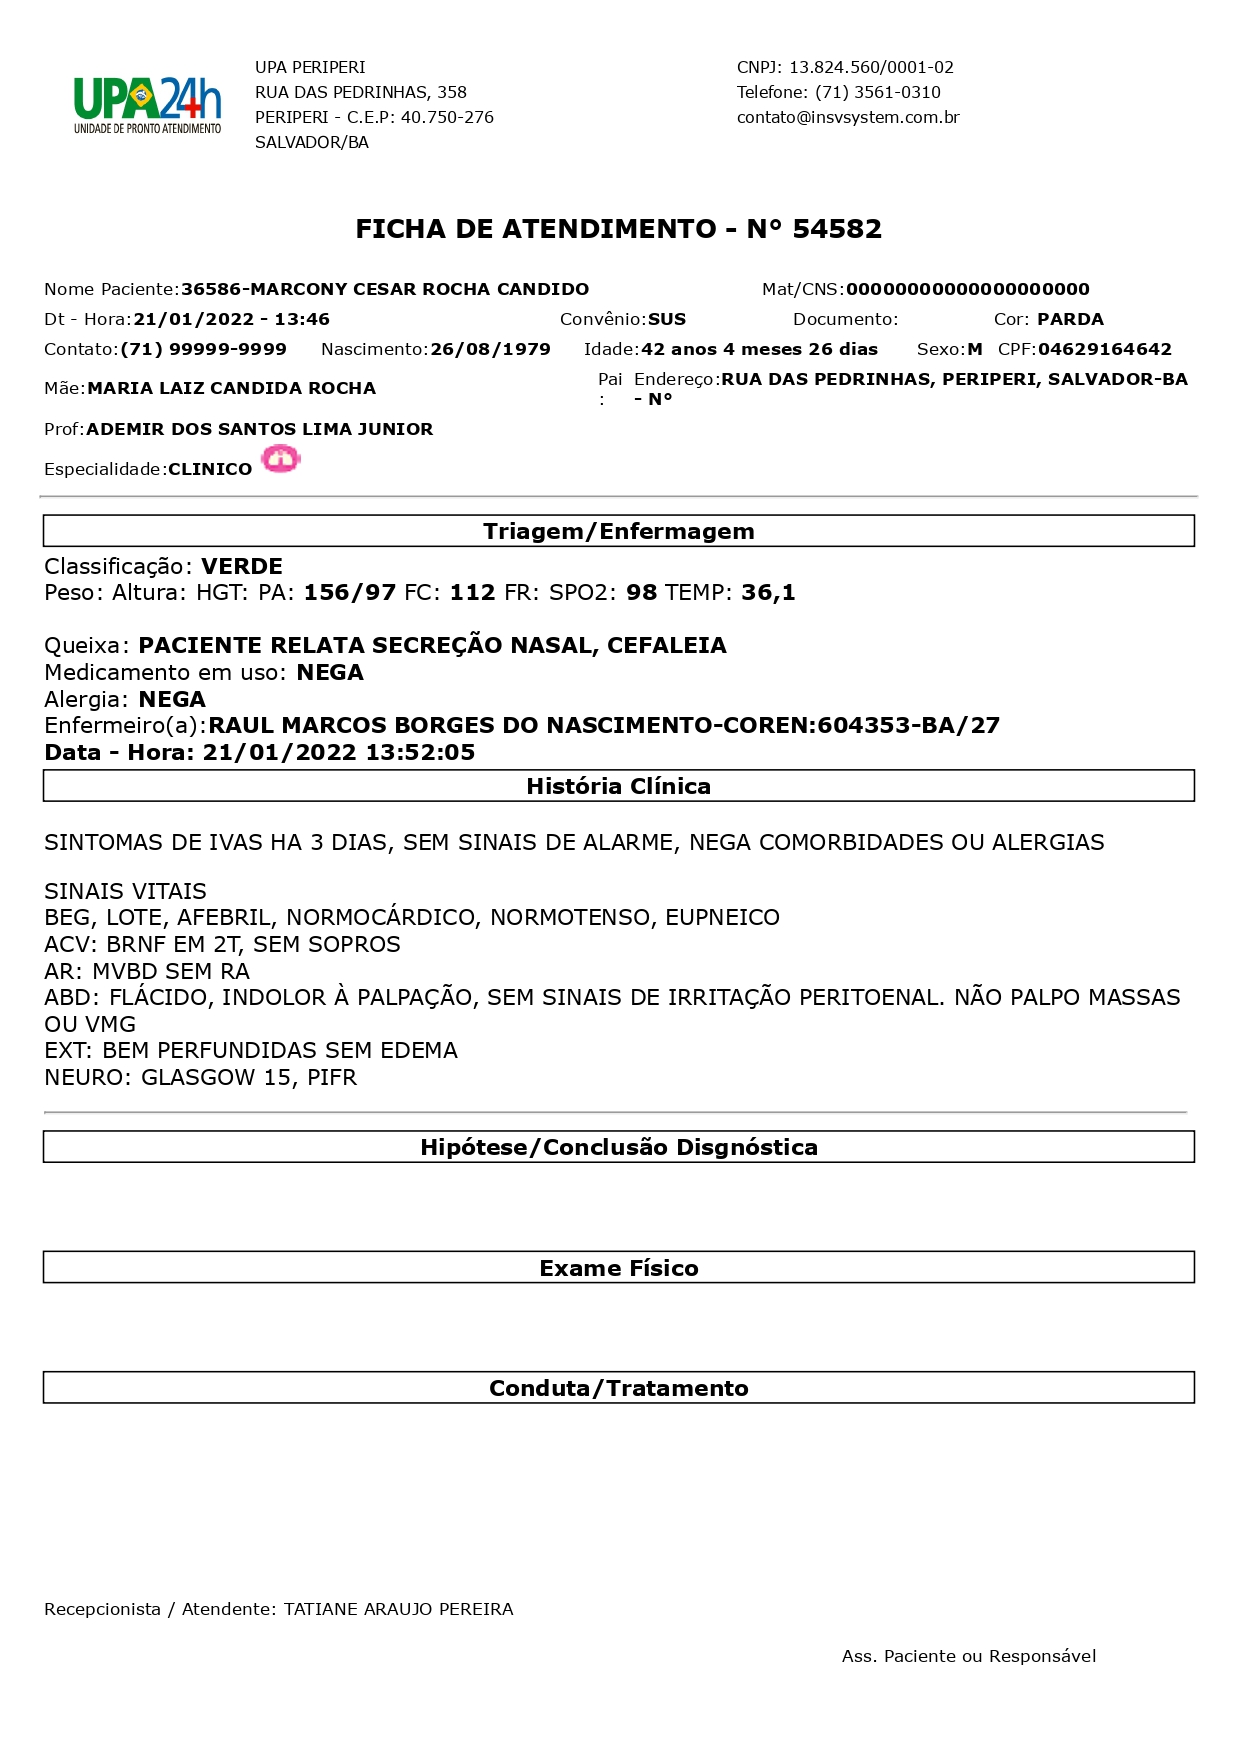 UPA24h
UNIDADE DE PRONTO ATENDIMENTO
UPA PERIPERI
RUA DAS PEDRINHAS, 358
PERIPERI - C.E.P: 40.750-276
SALVADOR/BA
CNPJ: 13.824.560/0001-02
Telefone: (71) 3561-0310
contato@insvsystem.com.br
FICHA DE ATENDIMENTO - N° 54582
Nome Paciente:36586-MARCONY CESAR ROCHA CANDIDO Mat/CNS:00000000000000000000
Dt - Hora:21/01/2022 - 13:46 Convênio:SUS Documento: Cor: PARDA
Contato:(71) 99999-9999 Nascimento:26/08/1979 Idade:42 anos 4 meses 26 dias Sexo:M CPF:04629164642
Mãe:MARIA LAIZ CANDIDA ROCHA Pai : Endereço:RUA DAS PEDRINHAS, PERIPERI, SALVADOR-BA
- N°
Prof:ADEMIR DOS SANTOS LIMA JUNIOR
Especialidade:CLINICO
Triagem/Enfermagem
Classificação: VERDE
Peso: Altura: HGT: PA: 156/97 FC: 112 FR: SPO2: 98 TEMP: 36,1
Queixa: PACIENTE RELATA SECREÇÃO NASAL, CEFALEIA
Medicamento em uso: NEGA
Alergia: NEGA
Enfermeiro(a):RAUL MARCOS BORGES DO NASCIMENTO-COREN:604353-BA/27
Data - Hora: 21/01/2022 13:52:05
História Clínica
SINTOMAS DE IVAS HA 3 DIAS, SEM SINAIS DE ALARME, NEGA COMORBIDADES OU ALERGIAS
SINAIS VITAIS
BEG, LOTE, AFEBRIL, NORMOCÁRDICO, NORMOTENSO, EUPNEICO
ACV: BRNF EM 2T, SEM SOPROS
AR: MVBD SEM RA
ABD: FLÁCIDO, INDOLOR À PALPAÇÃO, SEM SINAIS DE IRRITAÇÃO PERITOENAL. NÃO PALPO MASSAS
OU VMG
EXT: BEM PERFUNDIDAS SEM EDEMA
NEURO: GLASGOW 15, PIFR
Hipótese/Conclusão Disgnóstica
Exame Físico
Conduta/Tratamento
Recepcionista / Atendente: TATIANE ARAUJO PEREIRA
Ass. Paciente ou Responsável